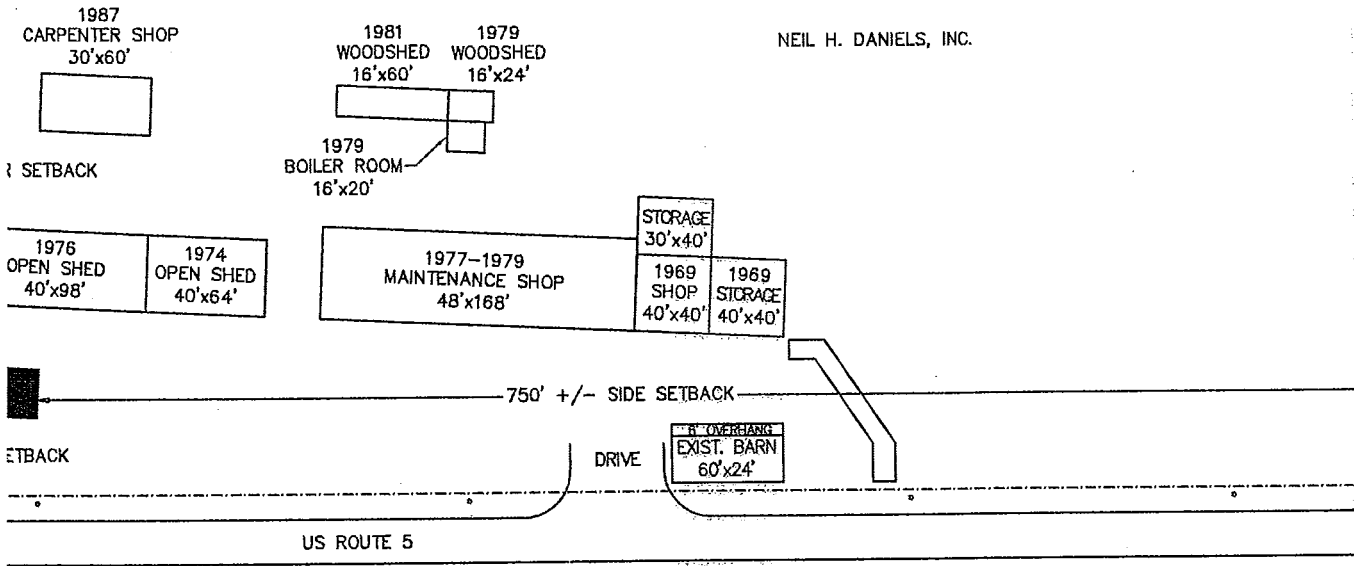 1987
CARPENTER SHOP
30'x60'
1981
WOODSHED
16'x60'
1979
WOODSHED
16'x24'
NEIL H. DANIELS, INC.
1979
BOILER ROOM
16'x20'
SETBACK
1976
OPEN SHED
40'x98'
1974
OPEN SHED
40'x64'
1977-1979
MAINTENANCE SHOP
48'x168'
STORAGE
30'x40'
1969
SHOP
40'x40'
1969
STORAGE
40'x40'
750' +/- SIDE SETBACK
ETBACK
DRIVE
OVERHANG
EXIST. BARN
60'x24'
US ROUTE 5